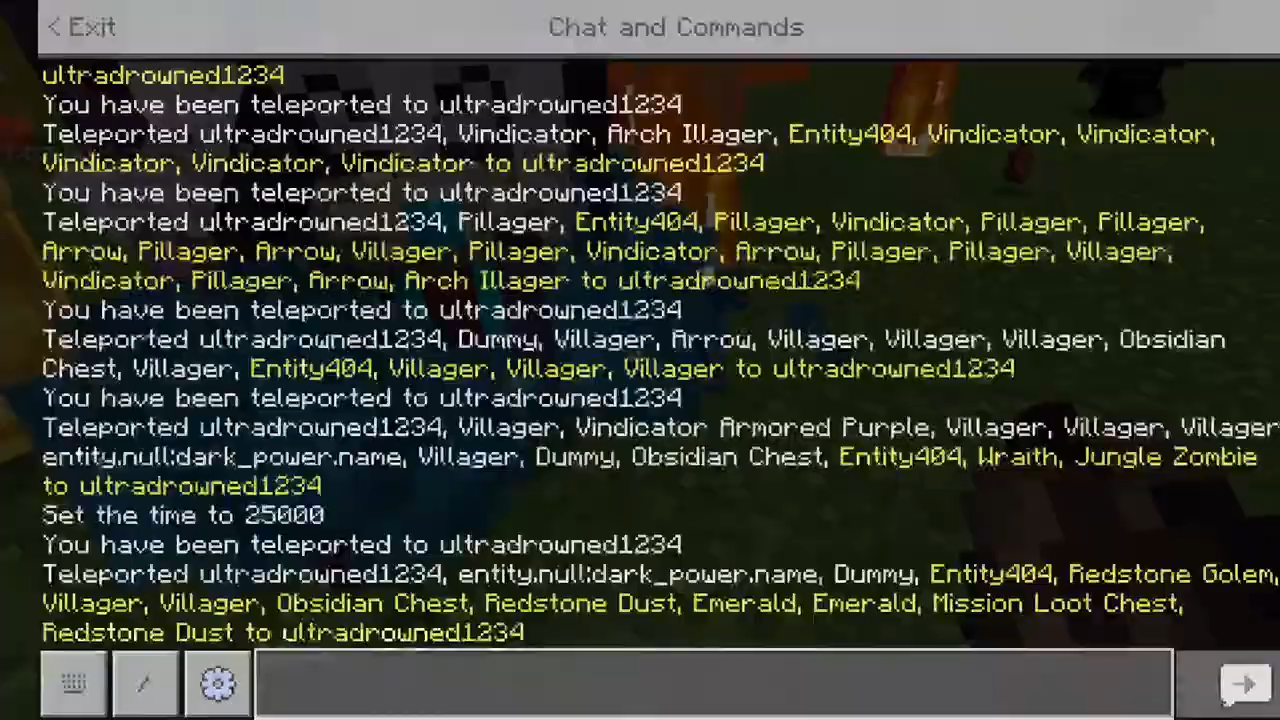 < Exit
Chat and Commands
ultradrowned1234
You have been teleported to ultradrowned1234
Teleported ultradrowned1234, Vindicator, Arch Illager, Entity404, Vindicator, Vindicator,
Vindicator, Vindicator, Vindicator to ultradrowned1234
You have been teleported to ultradrowned1234
Teleported ultradrowned1234, Pillager, Entity404, Pillager, Vindicator, Pillager, Pillager,
Arrow, Pillager, Arrow, Villager, Pillager, Vindicator, Arrow, Pillager, Pillager, Villager,
Vindicator, Pillager, Arrow, Arch Illager to ultradrowned1234
You have been teleported to ultradrowned1234
Teleported ultradrowned1234, Dummy, Villager, Arrow, Villager, Villager, Villager, Obsidian
Chest, Villager, Entity404, Villager, Villager, Villager to ultradrowned1234
You have been teleported to ultradrowned1234
Teleported ultradrowned1234, Villager, Vindicator Armored Purple, Villager, Villager, Villager
entity.null:dark_power.name, Villager, Dummy, Obsidian Chest, Entity404, Wraith, Jungle Zombie
to ultradrowned1234
Set the time to 25000
You have been teleported to ultradrowned1234
Teleported ultradrowned1234, entity.null:dark_power.name, Dummy, Entity404, Redstone Golem,
Villager, Villager, Obsidian Chest, Redstone Dust, Emerald, Emerald, Mission Loot Chest,
Redstone Dust to ultradrowned1234